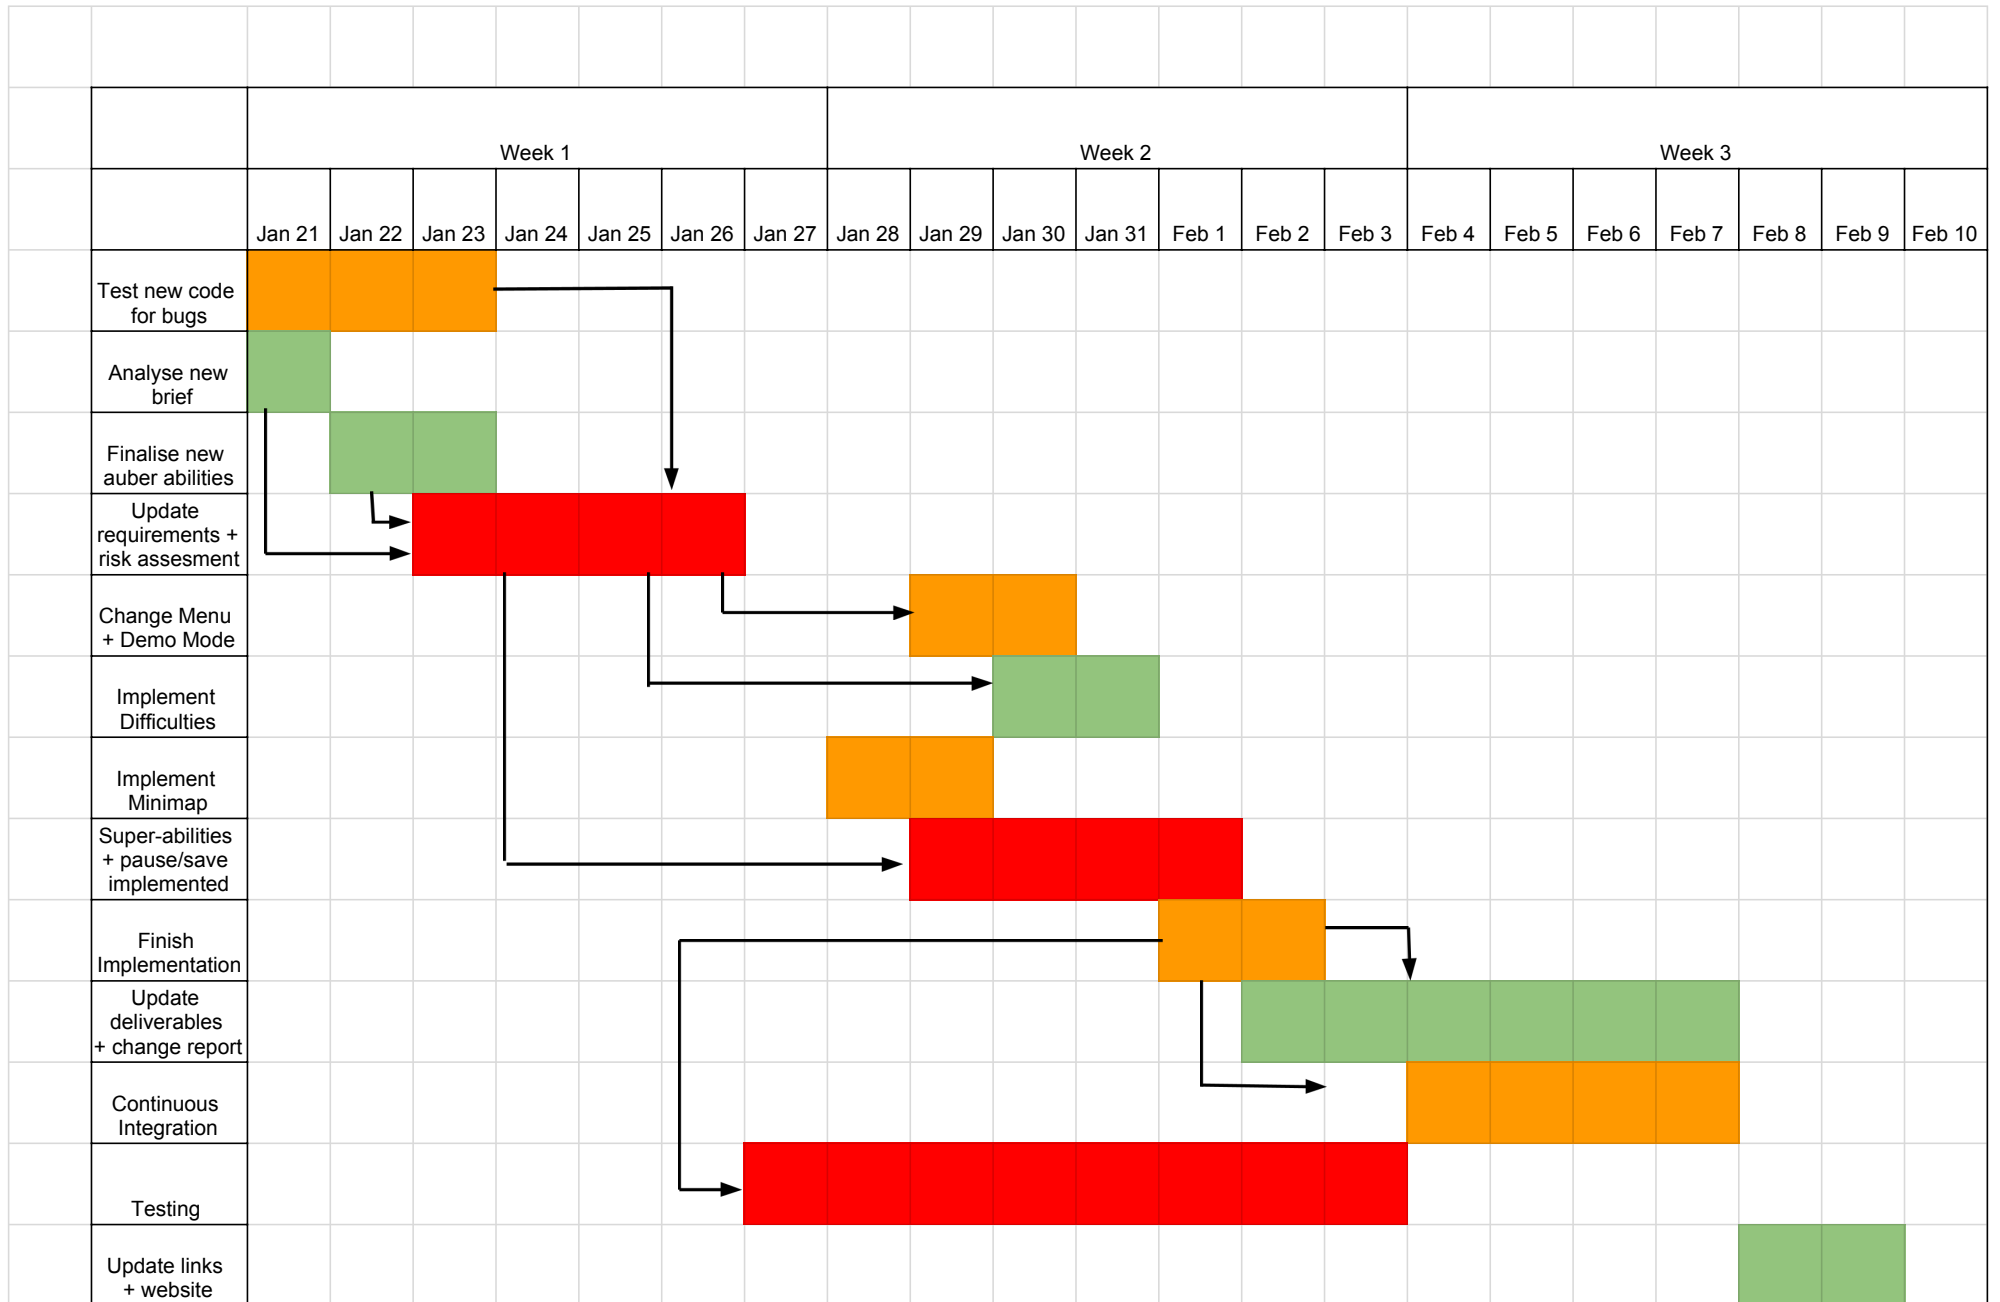 Week 1
Week 2
Week 3
Jan 21
Jan 22
Jan 23
Jan 24
Jan 25
Jan 26
Jan 27
Jan 28
Jan 29
Jan 30
Jan 31
Feb 1
Feb 2
Feb 3
Feb 4
Feb 5
Feb 6
Feb 7
Feb 8
Feb 9
Feb 10
Test new code
for bugs
Analyse new
brief
Finalise new
auber abilities
Update
requirements +
risk assesment
Change Menu
+ Demo Mode
Implement
Difficulties
Implement
Minimap
Super-abilities
+ pause/save
implemented
Finish
Implementation
Update
deliverables
+ change report
Continuous
Integration
Testing
Update links
+ website